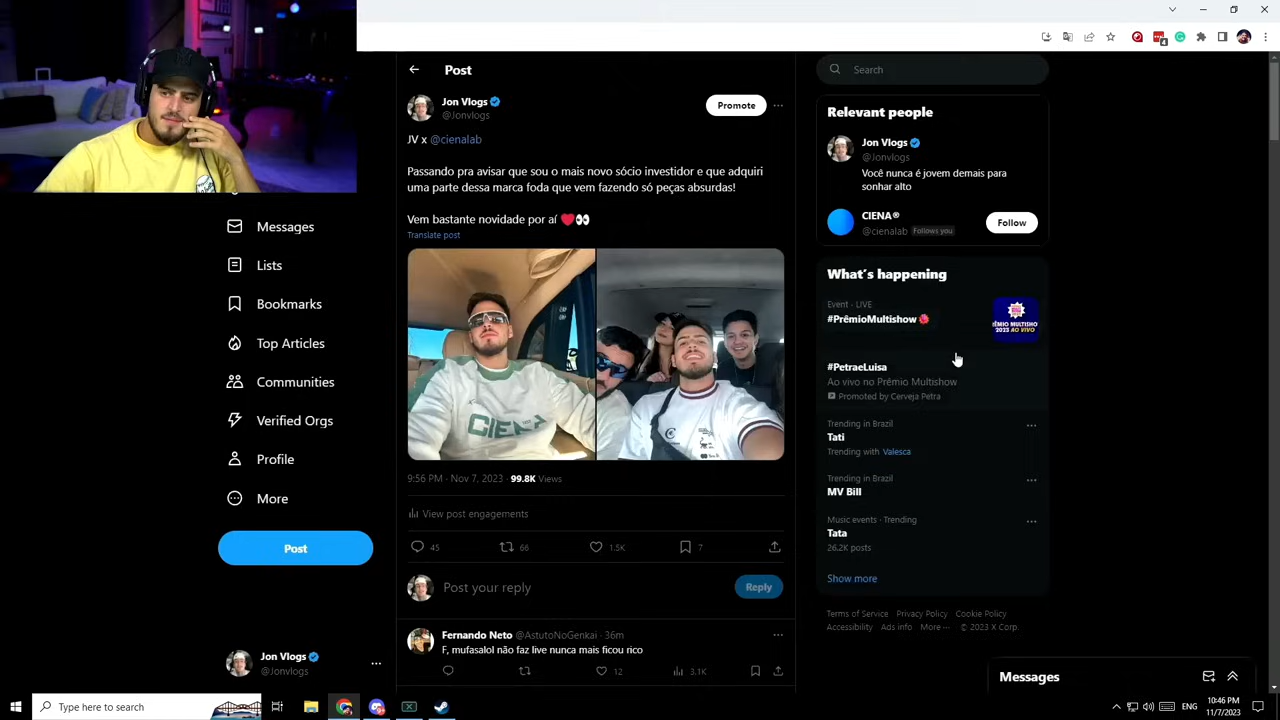 Post
Search
Jon Vlogs
@Jonvlogs
Promote
JV x @cienalab
Passando pra avisar que sou o mais novo sócio investidor e que adquiri
uma parte dessa marca foda que vem fazendo só peças absurdas!
Vem bastante novidade por aí ❤️👀
Translate post
CIENA
9:56 PM · Nov 7, 2023 · 99.8K Views
View post engagements
45
66
1.5K
7
Post your reply
Reply
Fernando Neto @AstutoNoGenkai · 36m
F, mufasalol não faz live nunca mais ficou rifo
12
3.1K
Messages
Lists
Bookmarks
Top Articles
Communities
Verified Orgs
Profile
More
Post
Jon Vlogs
@Jonvlogs
Relevant people
Jon Vlogs
@Jonvlogs
Você nunca é jovem demais para
sonhar alto
CIENA®
@cienalab Follows you
Follow
What's happening
Event · LIVE
#PrêmioMultishow
#PetraeLuisa
Ao vivo no Prêmio Multishow
Promoted by Cerveja Petra
Trending in Brazil
Tati
Trending with Valesca
Trending in Brazil
MV Bill
Music events · Trending
Tata
26.2K posts
Show more
Terms of Service Privacy Policy Cookie Policy
Accessibility Ads info More ··· © 2023 X Corp.
Messages
Type here to search
ENG
10:46 PM
11/7/2023